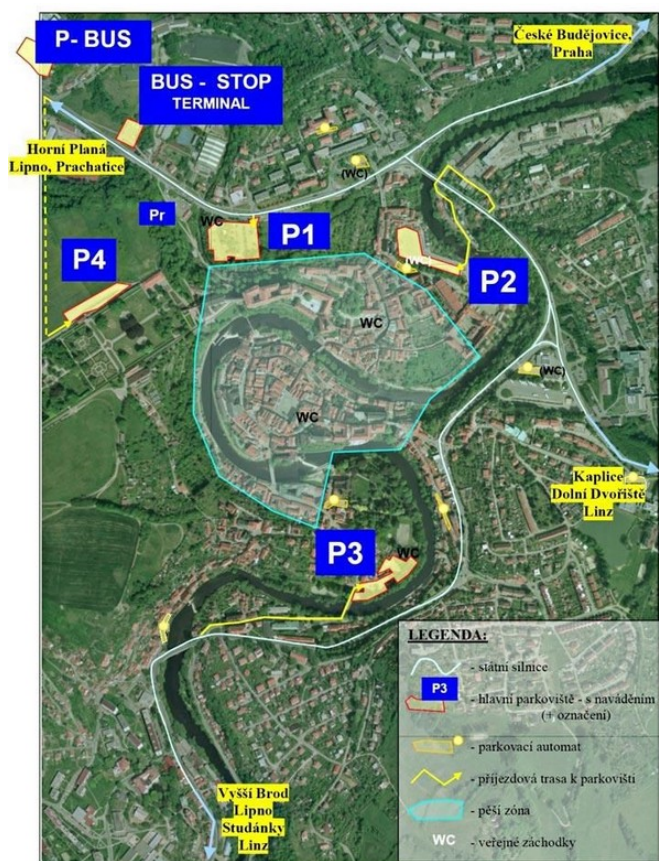 P- BUS
České Budějovice,
Praha
BUS - STOP
TERMINAL
Horní Planá
Lipno, Prachatice
(WC)
Pr
WC
P1
P4
(WC)
P2
WC
(WC)
WC
Kaplice
Dolní Dvořiště
Linz
P3
WC
LEGENDA:
- státní silnice
P3
- hlavní parkoviště - s naváděním
(+ označení)
- parkovací automat
- příjezdová trasa k parkovišti
- pěší zóna
WC - veřejné záchodky
Vyšší Brod
Lipno
Studánky
Linz